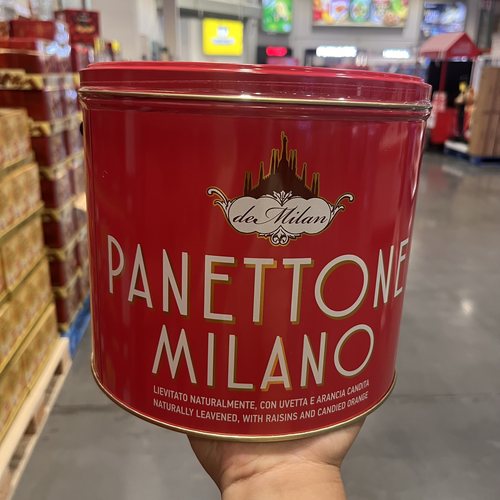 de Milan
PANETTONE
MILANO
LIEVITATO NATURALMENTE, CON UVETTA E ARANCIA CANDITA
NATURALLY LEAVENED, WITH RAISINS AND CANDIED ORANGE